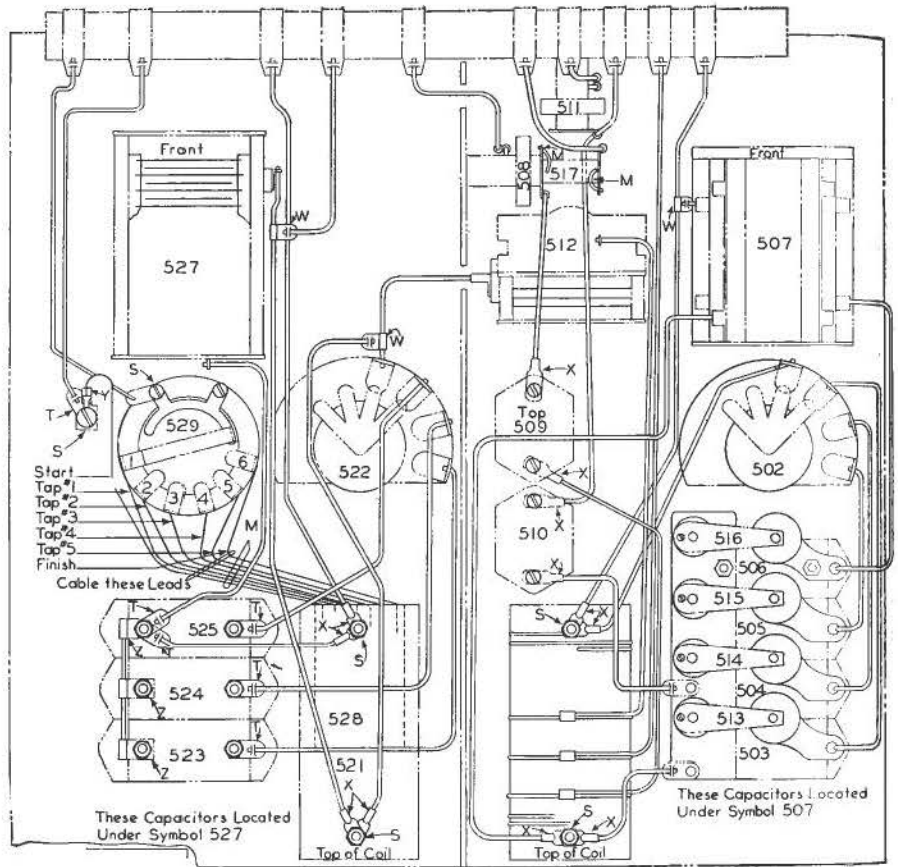 511
Front
508
M
517
M
Front
W
W
527
512
507
W
S
Y
T
S
529
1
2
3
4
5
6
522
X
Top
509
X
X
510
X
502
Start
Tap #1
Tap #2
Tap #3
Tap #4
Tap #5
Finish
M
Cable these Leads
516
506
515
505
514
504
513
503
T
T
525
T
Z
X
S
S
X
524
T
Z
523
T
Z
528
521
X
S
X
S
X
These Capacitors Located
Under Symbol 527
Top of Coil
Top of Coil
These Capacitors Located
Under Symbol 507